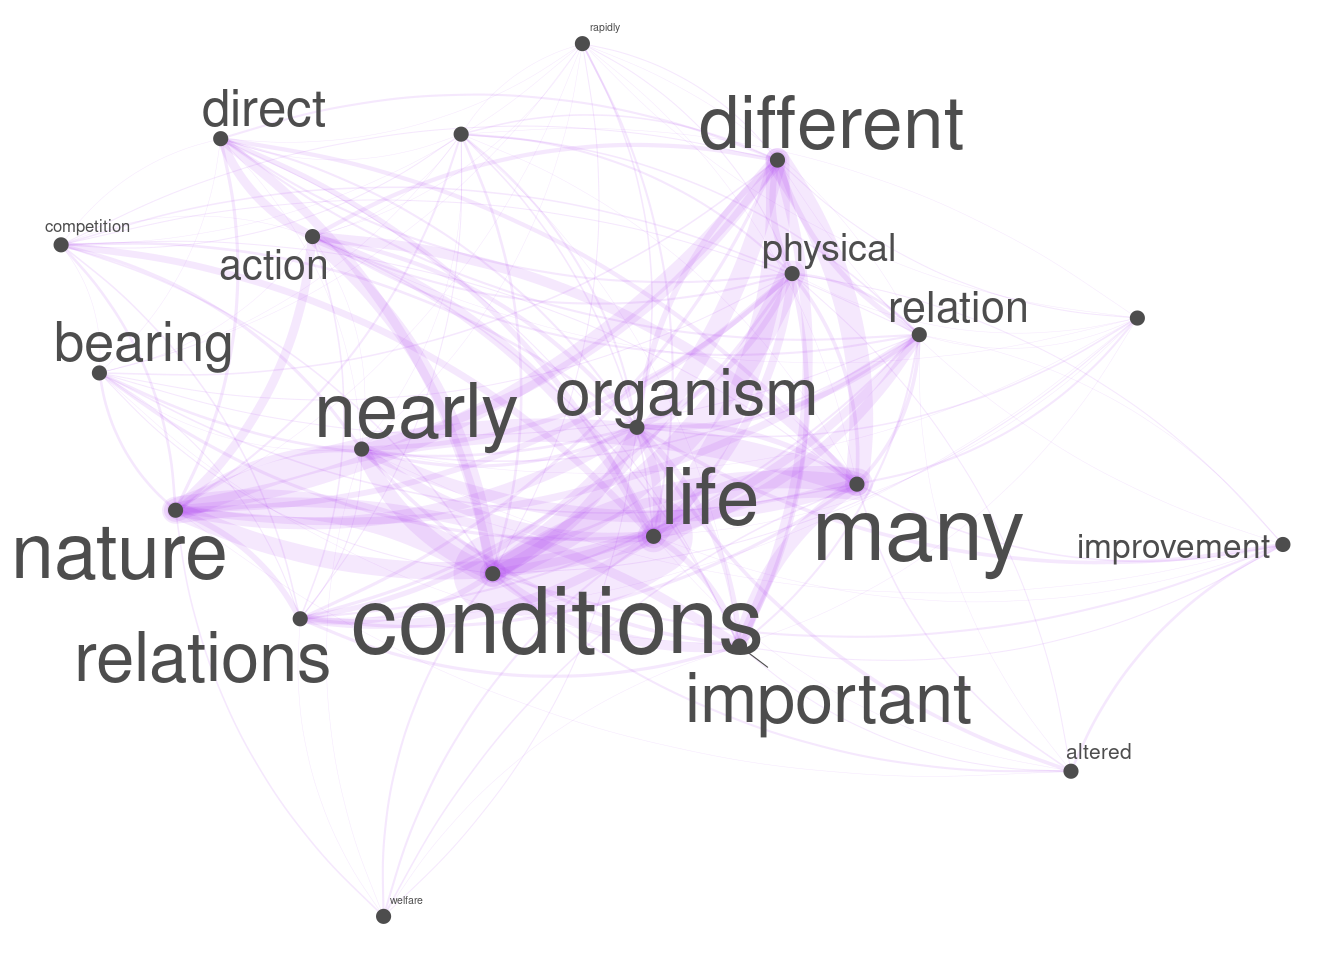 rapidly
direct
different
competition
action
physical
relation
bearing
nearly
organism
life
nature
many
improvement
conditions
relations
important
altered
welfare